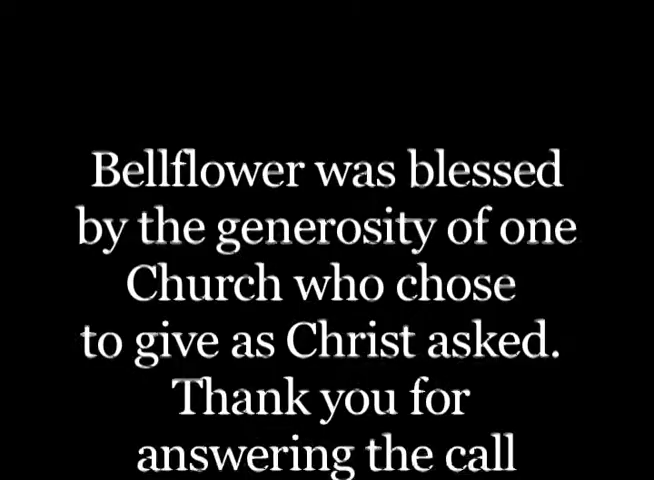 Bellflower was blessed
by the generosity of one
Church who chose
to give as Christ asked.
Thank you for
answering the call